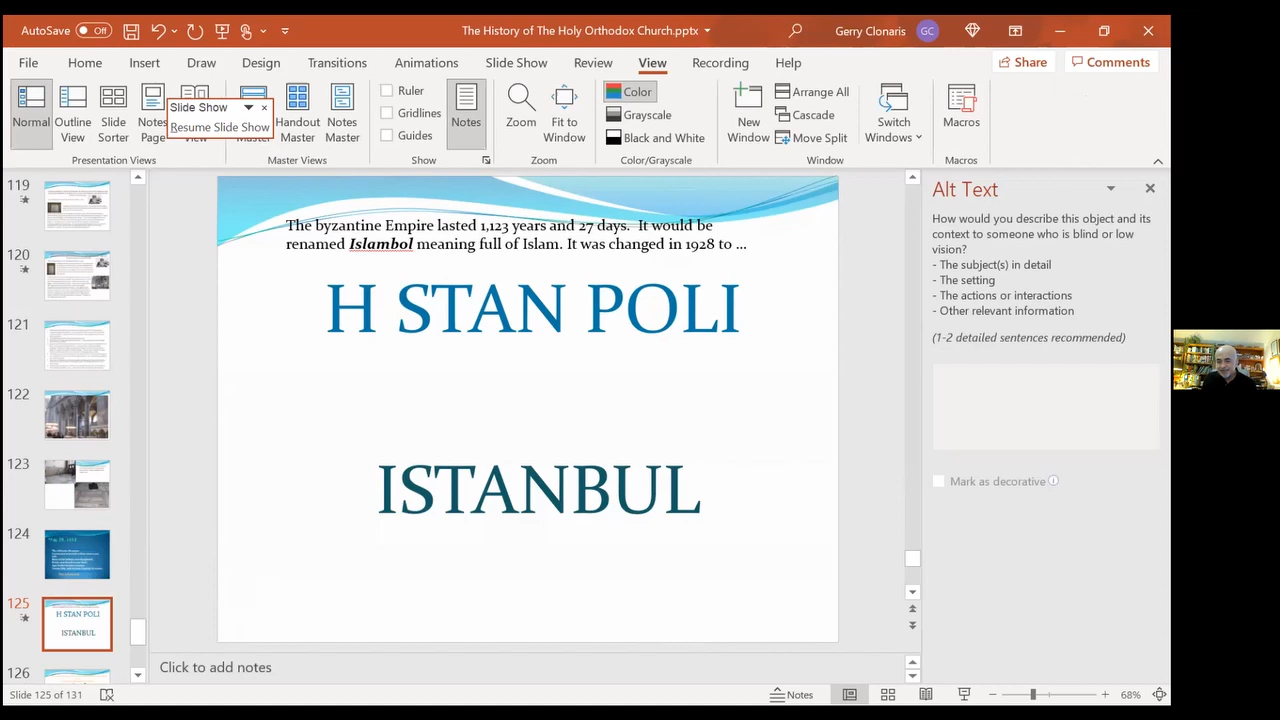 AutoSave Off
The History of The Holy Orthodox Church.pptx
Gerry Clonaris GC
File Home Insert Draw Design Transitions Animations Slide Show Review View Recording Help Share Comments
Normal
Outline View
Slide Sorter
Notes Page
View
Slide Show
Resume Slide Show
Master
Handout Master
Notes Master
Ruler
Gridlines
Guides
Notes
Zoom
Fit to Window
Color
Grayscale
Black and White
New Window
Arrange All
Cascade
Move Split
Switch Windows
Macros
Presentation Views Master Views Show Zoom Color/Grayscale Window Macros
119
120
121
122
123
124
125
H STAN POLI
ISTANBUL
126
The byzantine Empire lasted 1,123 years and 27 days. It would be
renamed Islambol meaning full of Islam. It was changed in 1928 to ...
H STAN POLI
ISTANBUL
Alt Text
How would you describe this object and its
context to someone who is blind or low
vision?
- The subject(s) in detail
- The setting
- The actions or interactions
- Other relevant information
(1-2 detailed sentences recommended)
Mark as decorative
Click to add notes
Slide 125 of 131
Notes
68%